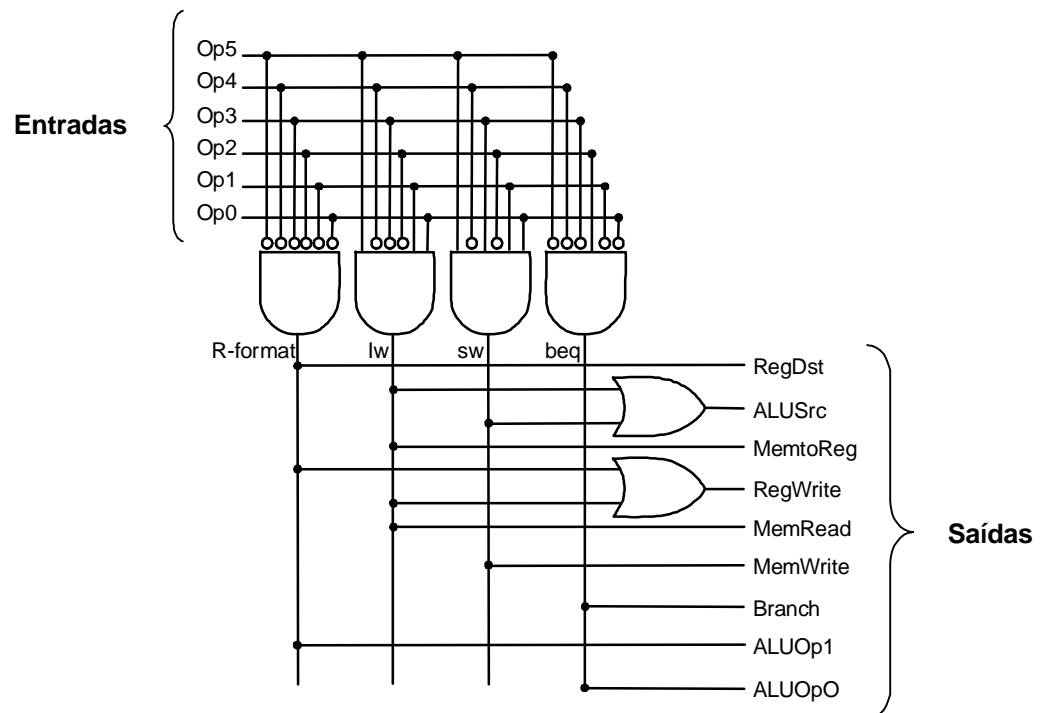 Entradas
Op5
Op4
Op3
Op2
Op1
Op0
R-format lw sw beq
RegDst
ALUSrc
MemtoReg
RegWrite
MemRead
MemWrite
Branch
ALUOp1
ALUOpO
Saídas